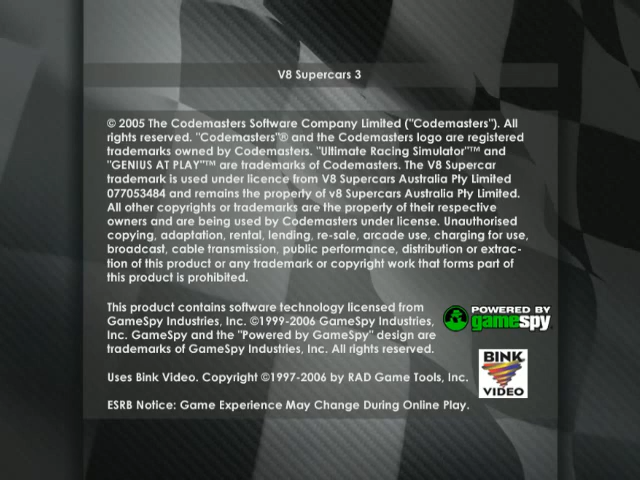 V8 Supercars 3
© 2005 The Codemasters Software Company Limited ("Codemasters"). All
rights reserved. "Codemasters"® and the Codemasters logo are registered
trademarks owned by Codemasters. "Ultimate Racing Simulator"™ and
"GENIUS AT PLAY"™ are trademarks of Codemasters. The V8 Supercar
trademark is used under licence from V8 Supercars Australia Pty Limited
077053484 and remains the property of v8 Supercars Australia Pty Limited.
All other copyrights or trademarks are the property of their respective
owners and are being used by Codemasters under license. Unauthorised
copying, adaptation, rental, lending, re-sale, arcade use, charging for use,
broadcast, cable transmission, public performance, distribution or extrac-
tion of this product or any trademark or copyright work that forms part of
this product is prohibited.
This product contains software technology licensed from
GameSpy Industries, Inc. ©1999-2006 GameSpy Industries,
Inc. GameSpy and the "Powered by GameSpy" design are
trademarks of GameSpy Industries, Inc. All rights reserved.
POWERED BY
gamespy
Uses Bink Video. Copyright ©1997-2006 by RAD Game Tools, Inc.
BINK
VIDEO
ESRB Notice: Game Experience May Change During Online Play.